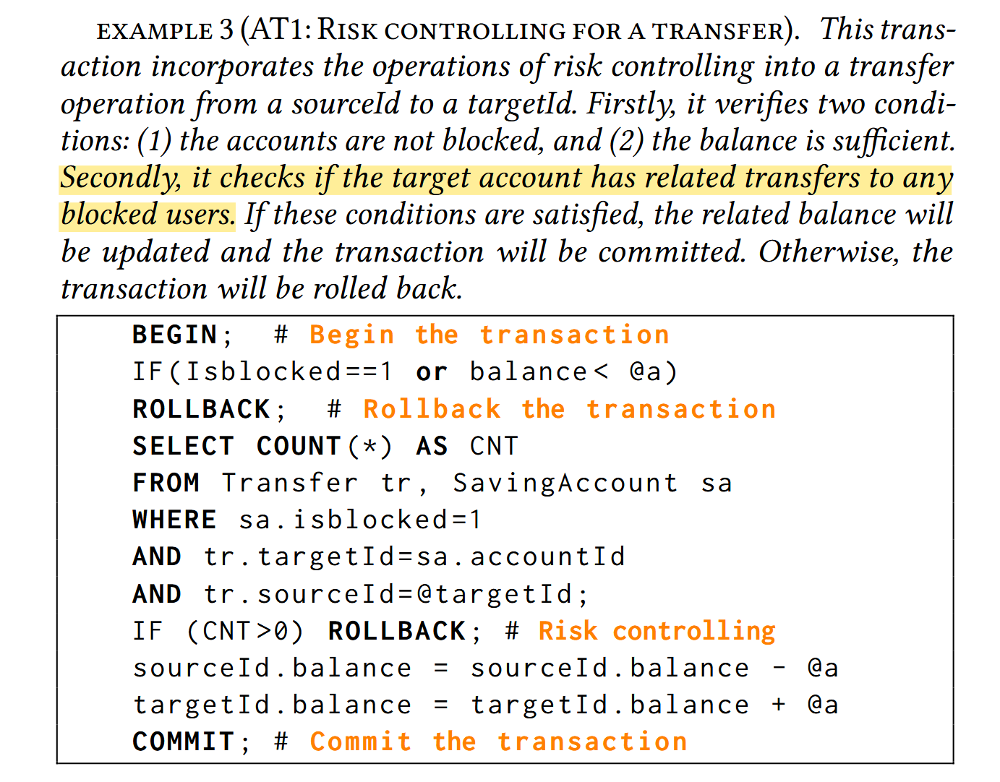 EXAMPLE 3 (AT1: RISK CONTROLLING FOR A TRANSFER). This trans-
action incorporates the operations of risk controlling into a transfer
operation from a sourceId to a targetId. Firstly, it verifies two condi-
tions: (1) the accounts are not blocked, and (2) the balance is sufficient.
Secondly, it checks if the target account has related transfers to any
blocked users. If these conditions are satisfied, the related balance will
be updated and the transaction will be committed. Otherwise, the
transaction will be rolled back.
BEGIN; # Begin the transaction
IF(Isblocked==1 or balance< @a)
ROLLBACK; # Rollback the transaction
SELECT COUNT(*) AS CNT
FROM Transfer tr, SavingAccount sa
WHERE sa.isblocked=1
AND tr.targetId=sa.accountId
AND tr.sourceId=@targetId;
IF (CNT>0) ROLLBACK; # Risk controlling
sourceId.balance = sourceId.balance - @a
targetId.balance = targetId.balance + @a
COMMIT; # Commit the transaction